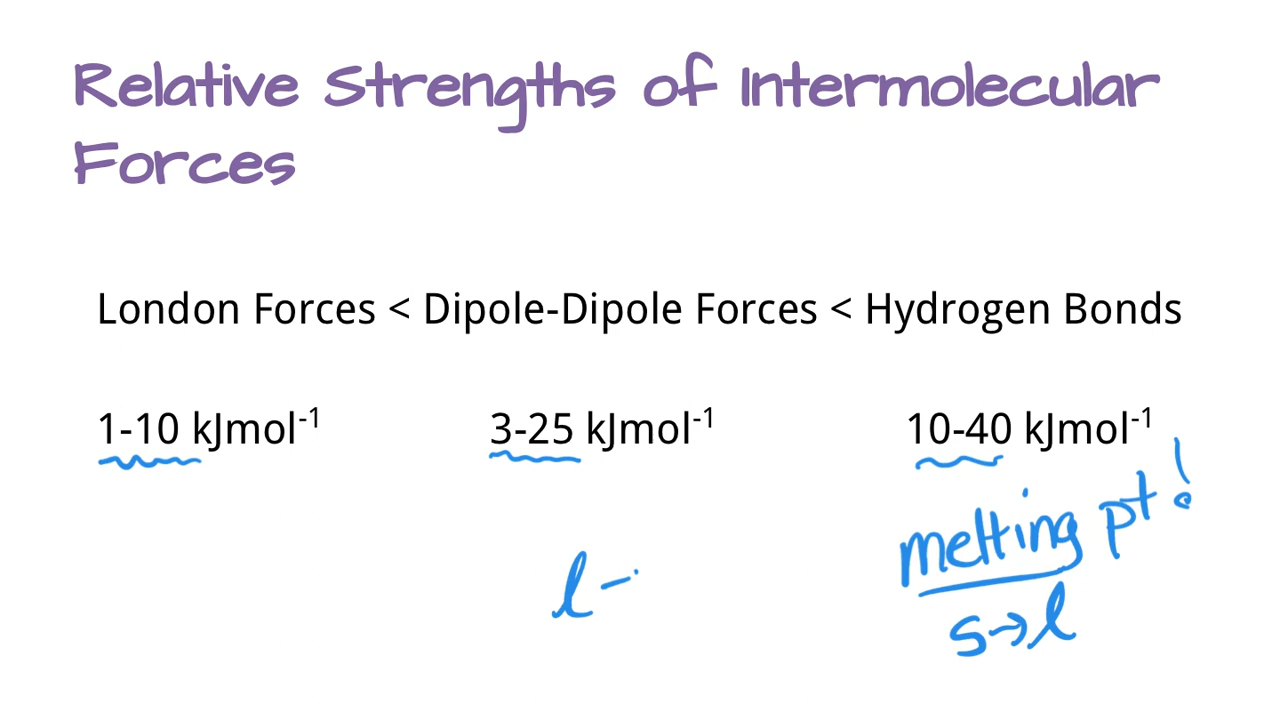 Relative Strengths of Intermolecular
Forces
London Forces < Dipole-Dipole Forces < Hydrogen Bonds
1-10 kJmol⁻¹ 3-25 kJmol⁻¹ 10-40 kJmol⁻¹
melting pt!
l -
s→l